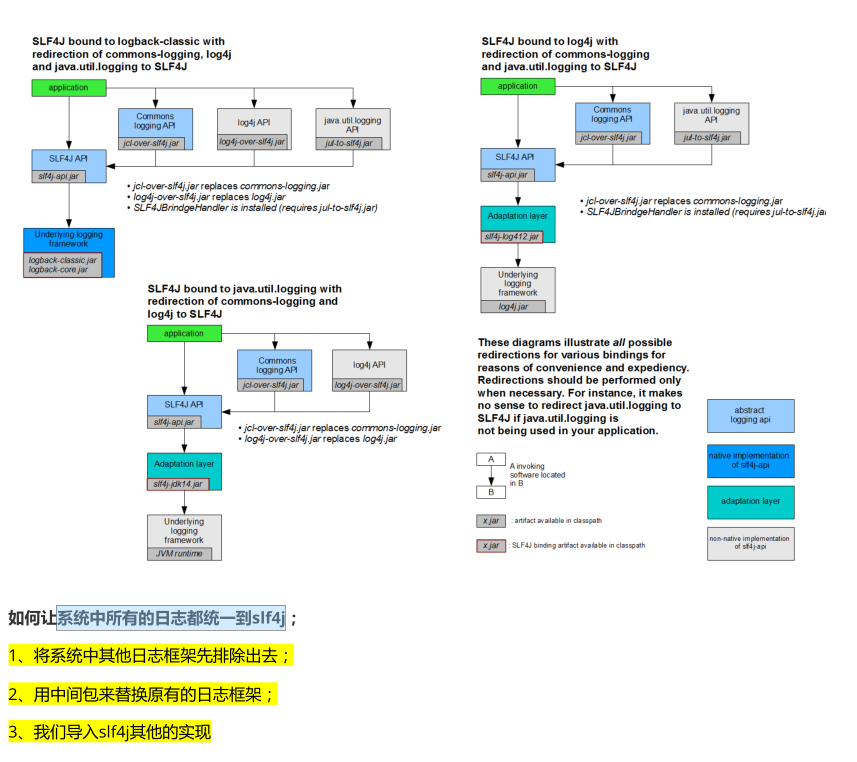 SLF4J bound to logback-classic with
redirection of commons-logging, log4j
and java.util.logging to SLF4J
application
Commons
logging API
jcl-over-slf4j.jar
log4j API
log4j-over-slf4j.jar
java.util.logging
API
jul-to-slf4j.jar
SLF4J API
slf4j-api.jar
• jcl-over-slf4j.jar replaces commons-logging.jar
• log4j-over-slf4j.jar replaces log4j.jar
• SLF4JBrindgeHandler is installed (requires jul-to-slf4j.jar)
Underlying logging
framework
logback-classic.jar
logback-core.jar
SLF4J bound to log4j with
redirection of commons-logging
and java.util.logging to SLF4J
application
Commons
logging API
jcl-over-slf4j.jar
java.util.logging
API
jul-to-slf4j.jar
SLF4J API
slf4j-api.jar
• jcl-over-slf4j.jar replaces commons-logging.jar
• SLF4JBrindgeHandler is installed (requires jul-to-slf4j.jar
Adaptation layer
slf4j-log412.jar
Underlying
logging
framework
log4j.jar
SLF4J bound to java.util.logging with
redirection of commons-logging and
log4j to SLF4J
application
Commons
logging API
jcl-over-slf4j.jar
log4j API
log4j-over-slf4j.jar
SLF4J API
slf4j-api.jar
• jcl-over-slf4j.jar replaces commons-logging.jar
• log4j-over-slf4j.jar replaces log4j.jar
Adaptation layer
slf4j-jdk14.jar
Underlying
logging
framework
JVM runtime
These diagrams illustrate all possible
redirections for various bindings for
reasons of convenience and expediency.
Redirections should be performed only
when necessary. For instance, it makes
no sense to redirect java.util.logging to
SLF4J if java.util.logging is
not being used in your application.
A
B
A invoking
software located
in B
x.jar : artifact available in classpath
x.jar : SLF4J binding artifact available in classpath
abstract
logging api
native implementation
of slf4j-api
adaptation layer
non-native implementation
of slf4j-api
如何让系统中所有的日志都统一到slf4j；
1、将系统中其他日志框架先排除出去；
2、用中间包来替换原有的日志框架；
3、我们导入slf4j其他的实现